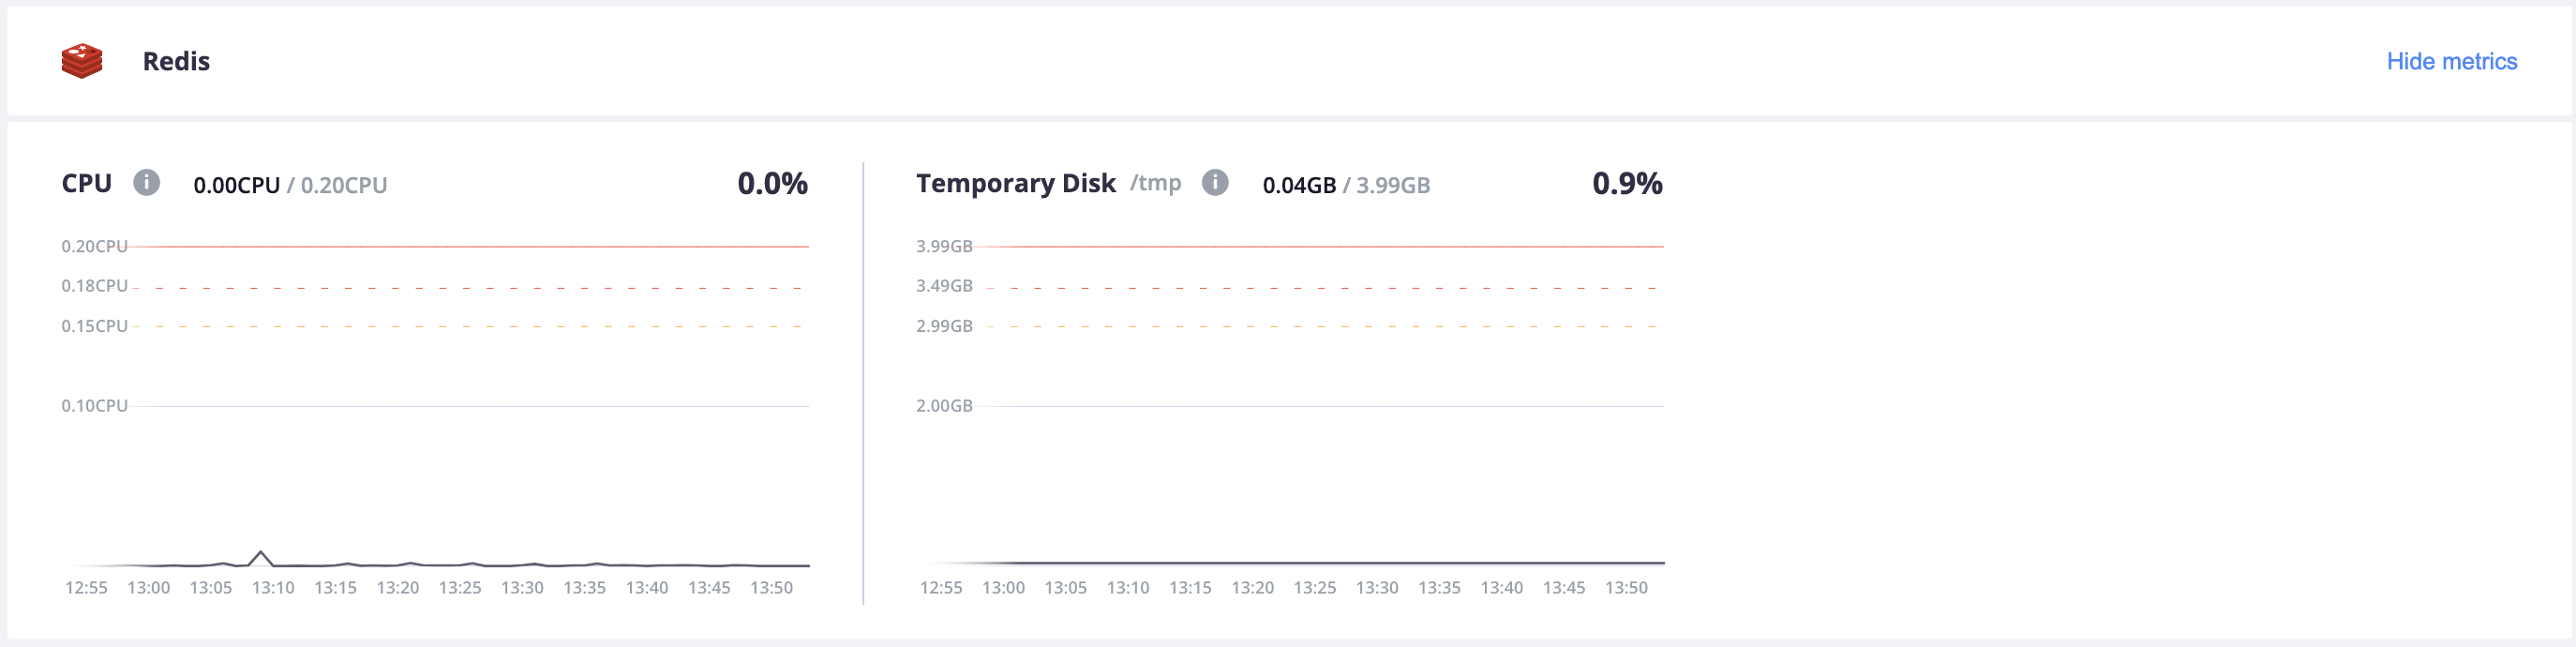 Redis
Hide metrics
CPU i 0.00CPU / 0.20CPU 0.0%
0.20CPU
0.18CPU
0.15CPU
0.10CPU
12:55 13:00 13:05 13:10 13:15 13:20 13:25 13:30 13:35 13:40 13:45 13:50
Temporary Disk /tmp i 0.04GB / 3.99GB 0.9%
3.99GB
3.49GB
2.99GB
2.00GB
12:55 13:00 13:05 13:10 13:15 13:20 13:25 13:30 13:35 13:40 13:45 13:50